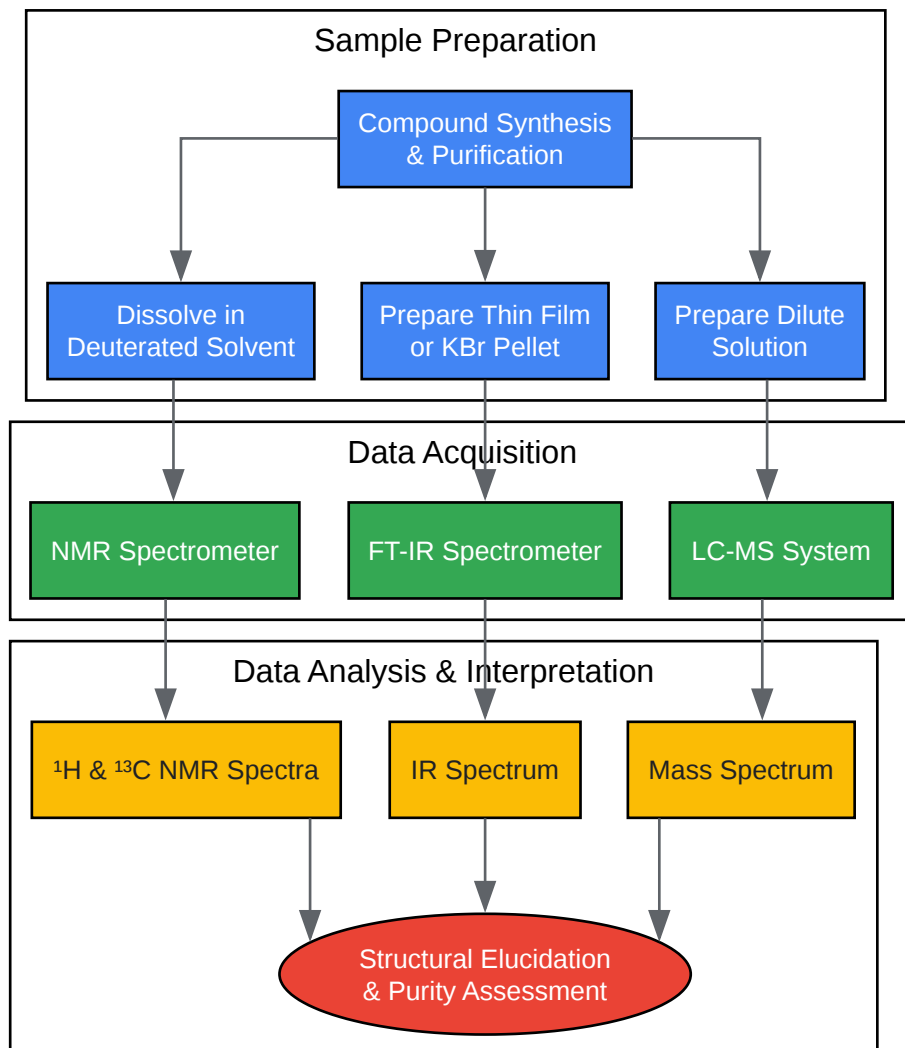 Sample Preparation
Compound Synthesis
& Purification
Dissolve in
Deuterated Solvent
Prepare Thin Film
or KBr Pellet
Prepare Dilute
Solution
Data Acquisition
NMR Spectrometer
FT-IR Spectrometer
LC-MS System
Data Analysis & Interpretation
¹H & ¹³C NMR Spectra
IR Spectrum
Mass Spectrum
Structural Elucidation
& Purity Assessment